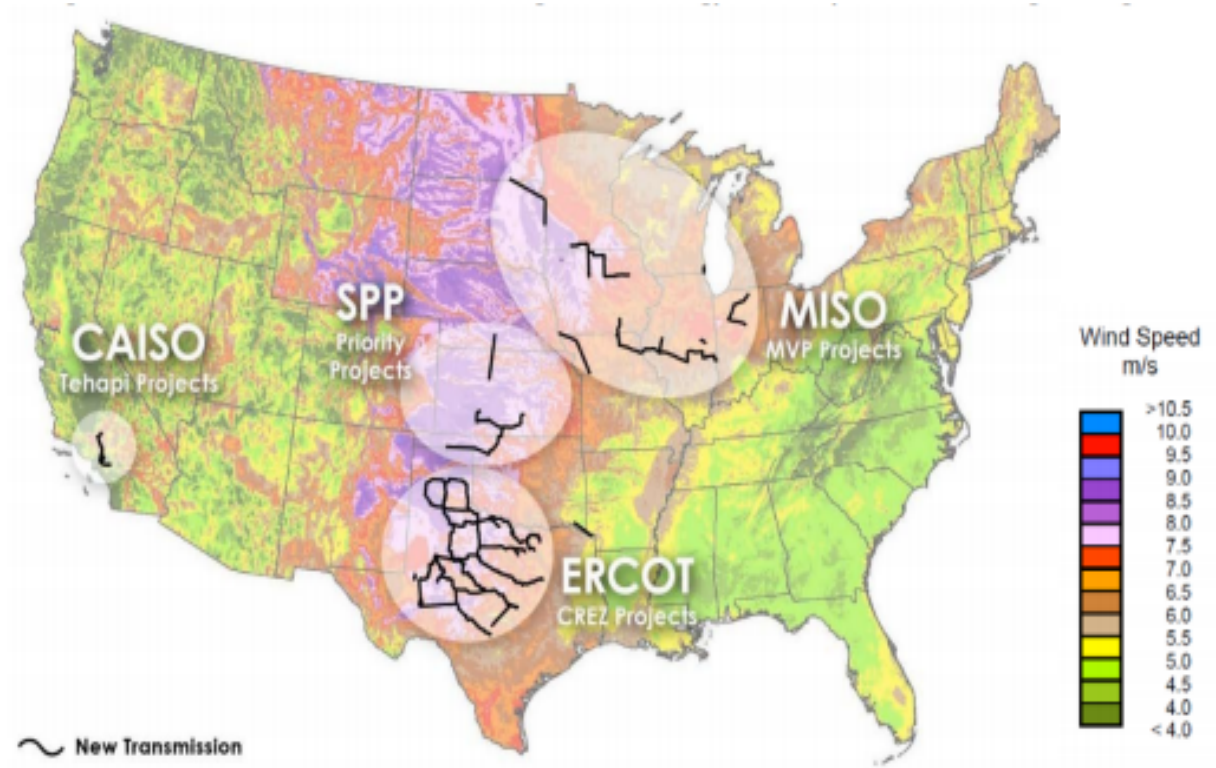 SPP
Priority
Projects
CAISO
Tehapi Projects
MISO
MVP Projects
ERCOT
CREZ Projects
Wind Speed
m/s
>10.5
10.0
9.5
9.0
8.5
8.0
7.5
7.0
6.5
6.0
5.5
5.0
4.5
4.0
< 4.0
New Transmission